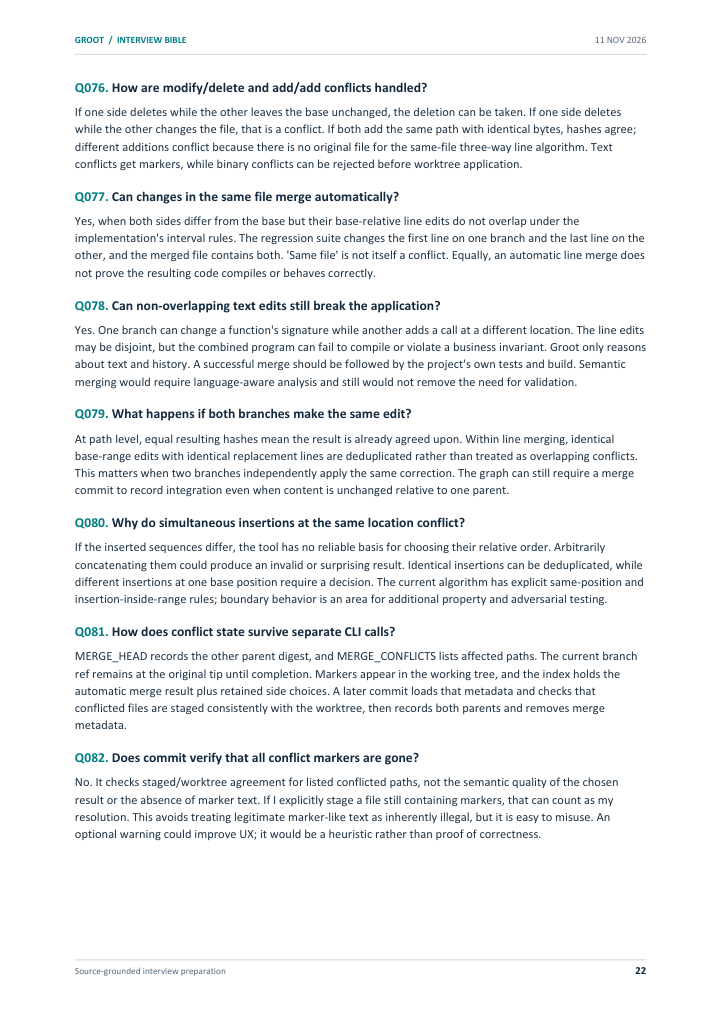 GROOT / INTERVIEW BIBLE
11 NOV 2026
Q076. How are modify/delete and add/add conflicts handled?
If one side deletes while the other leaves the base unchanged, the deletion can be taken. If one side deletes
while the other changes the file, that is a conflict. If both add the same path with identical bytes, hashes agree;
different additions conflict because there is no original file for the same-file three-way line algorithm. Text
conflicts get markers, while binary conflicts can be rejected before worktree application.
Q077. Can changes in the same file merge automatically?
Yes, when both sides differ from the base but their base-relative line edits do not overlap under the
implementation's interval rules. The regression suite changes the first line on one branch and the last line on the
other, and the merged file contains both. 'Same file' is not itself a conflict. Equally, an automatic line merge does
not prove the resulting code compiles or behaves correctly.
Q078. Can non-overlapping text edits still break the application?
Yes. One branch can change a function's signature while another adds a call at a different location. The line edits
may be disjoint, but the combined program can fail to compile or violate a business invariant. Groot only reasons
about text and history. A successful merge should be followed by the project's own tests and build. Semantic
merging would require language-aware analysis and still would not remove the need for validation.
Q079. What happens if both branches make the same edit?
At path level, equal resulting hashes mean the result is already agreed upon. Within line merging, identical
base-range edits with identical replacement lines are deduplicated rather than treated as overlapping conflicts.
This matters when two branches independently apply the same correction. The graph can still require a merge
commit to record integration even when content is unchanged relative to one parent.
Q080. Why do simultaneous insertions at the same location conflict?
If the inserted sequences differ, the tool has no reliable basis for choosing their relative order. Arbitrarily
concatenating them could produce an invalid or surprising result. Identical insertions can be deduplicated, while
different insertions at one base position require a decision. The current algorithm has explicit same-position and
insertion-inside-range rules; boundary behavior is an area for additional property and adversarial testing.
Q081. How does conflict state survive separate CLI calls?
MERGE_HEAD records the other parent digest, and MERGE_CONFLICTS lists affected paths. The current branch
ref remains at the original tip until completion. Markers appear in the working tree, and the index holds the
automatic merge result plus retained side choices. A later commit loads that metadata and checks that
conflicted files are staged consistently with the worktree, then records both parents and removes merge
metadata.
Q082. Does commit verify that all conflict markers are gone?
No. It checks staged/worktree agreement for listed conflicted paths, not the semantic quality of the chosen
result or the absence of marker text. If I explicitly stage a file still containing markers, that can count as my
resolution. This avoids treating legitimate marker-like text as inherently illegal, but it is easy to misuse. An
optional warning could improve UX; it would be a heuristic rather than proof of correctness.
Source-grounded interview preparation
22